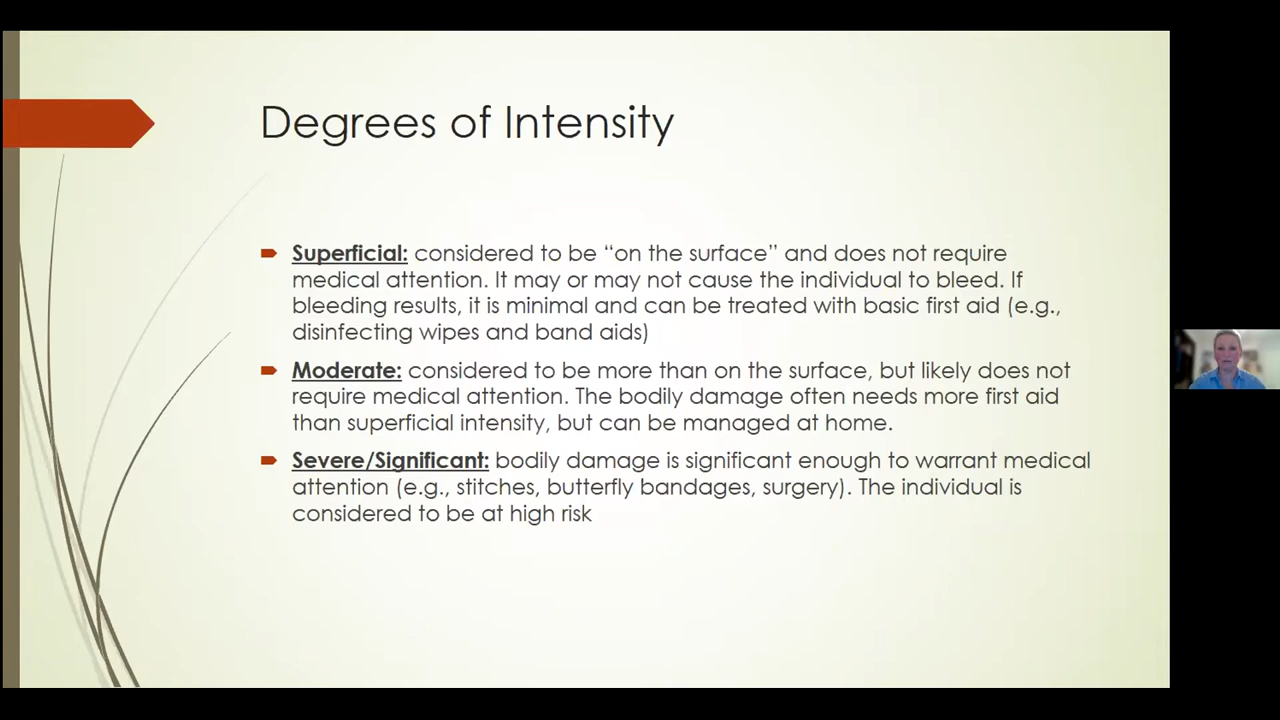 Degrees of Intensity
Superficial: considered to be “on the surface” and does not require
medical attention. It may or may not cause the individual to bleed. If
bleeding results, it is minimal and can be treated with basic first aid (e.g.,
disinfecting wipes and band aids)
Moderate: considered to be more than on the surface, but likely does not
require medical attention. The bodily damage often needs more first aid
than superficial intensity, but can be managed at home.
Severe/Significant: bodily damage is significant enough to warrant medical
attention (e.g., stitches, butterfly bandages, surgery). The individual is
considered to be at high risk